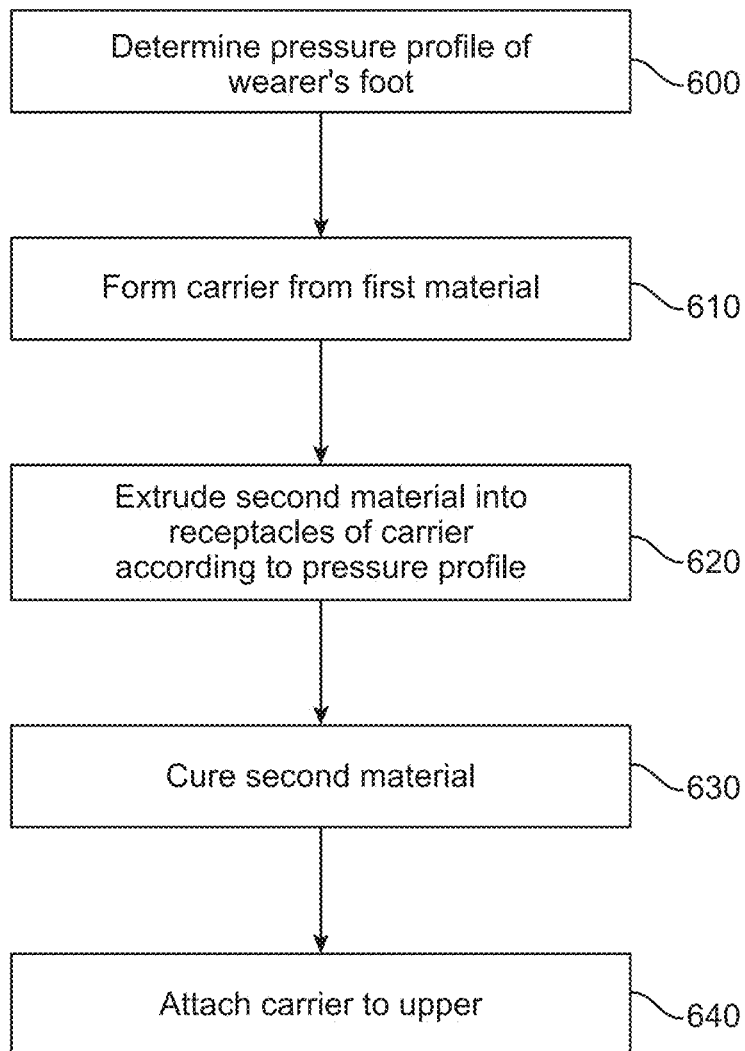 Determine pressure profile of
wearer's foot
600
Form carrier from first material
610
Extrude second material into
receptacles of carrier
according to pressure profile
620
Cure second material
630
Attach carrier to upper
640